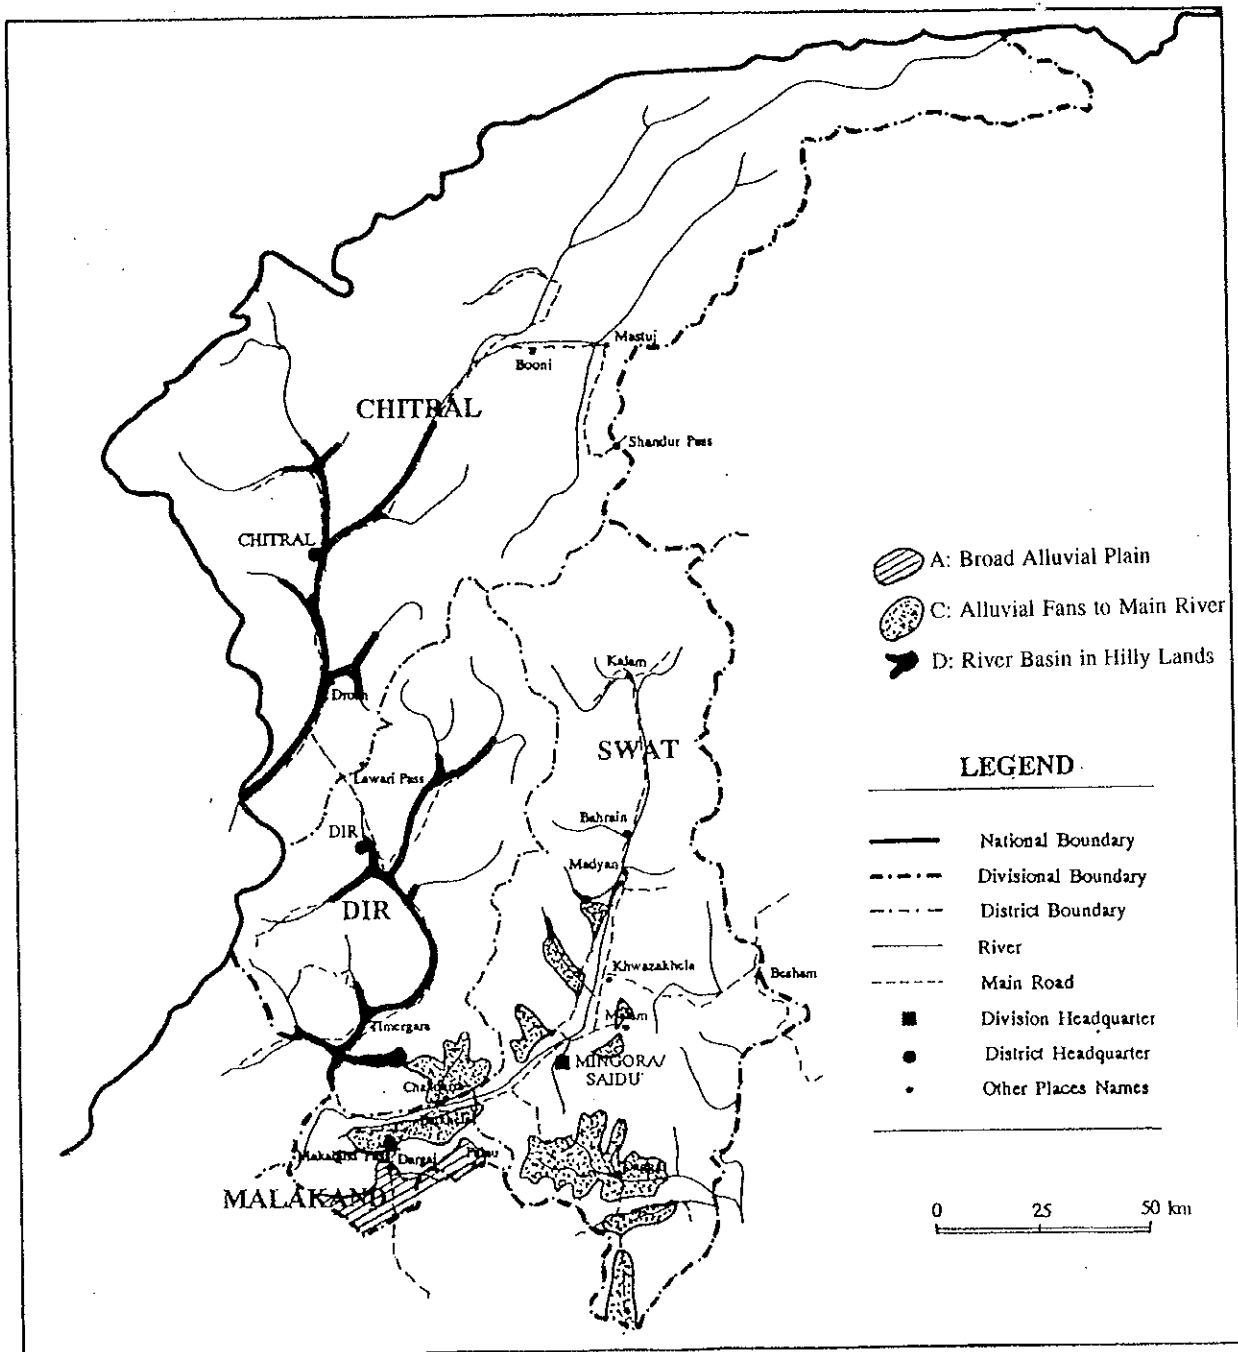 Mastuj
Booni
CHITRAL
Shandur Pass
CHITRAL
A: Broad Alluvial Plain
C: Alluvial Fans to Main River
D: River Basin in Hilly Lands
Kalam
Drosh
SWAT
Lawari Pass
LEGEND
Bahrain
DIR
National Boundary
Madyan
Divisional Boundary
DIR
District Boundary
River
Khwazakhela
Besham
Main Road
Timergara
Division Headquarter
MINGORA/
SAIDU
District Headquarter
Other Places Names
Malakand Pass
Dargai
MALAKAND
0 25 50 km